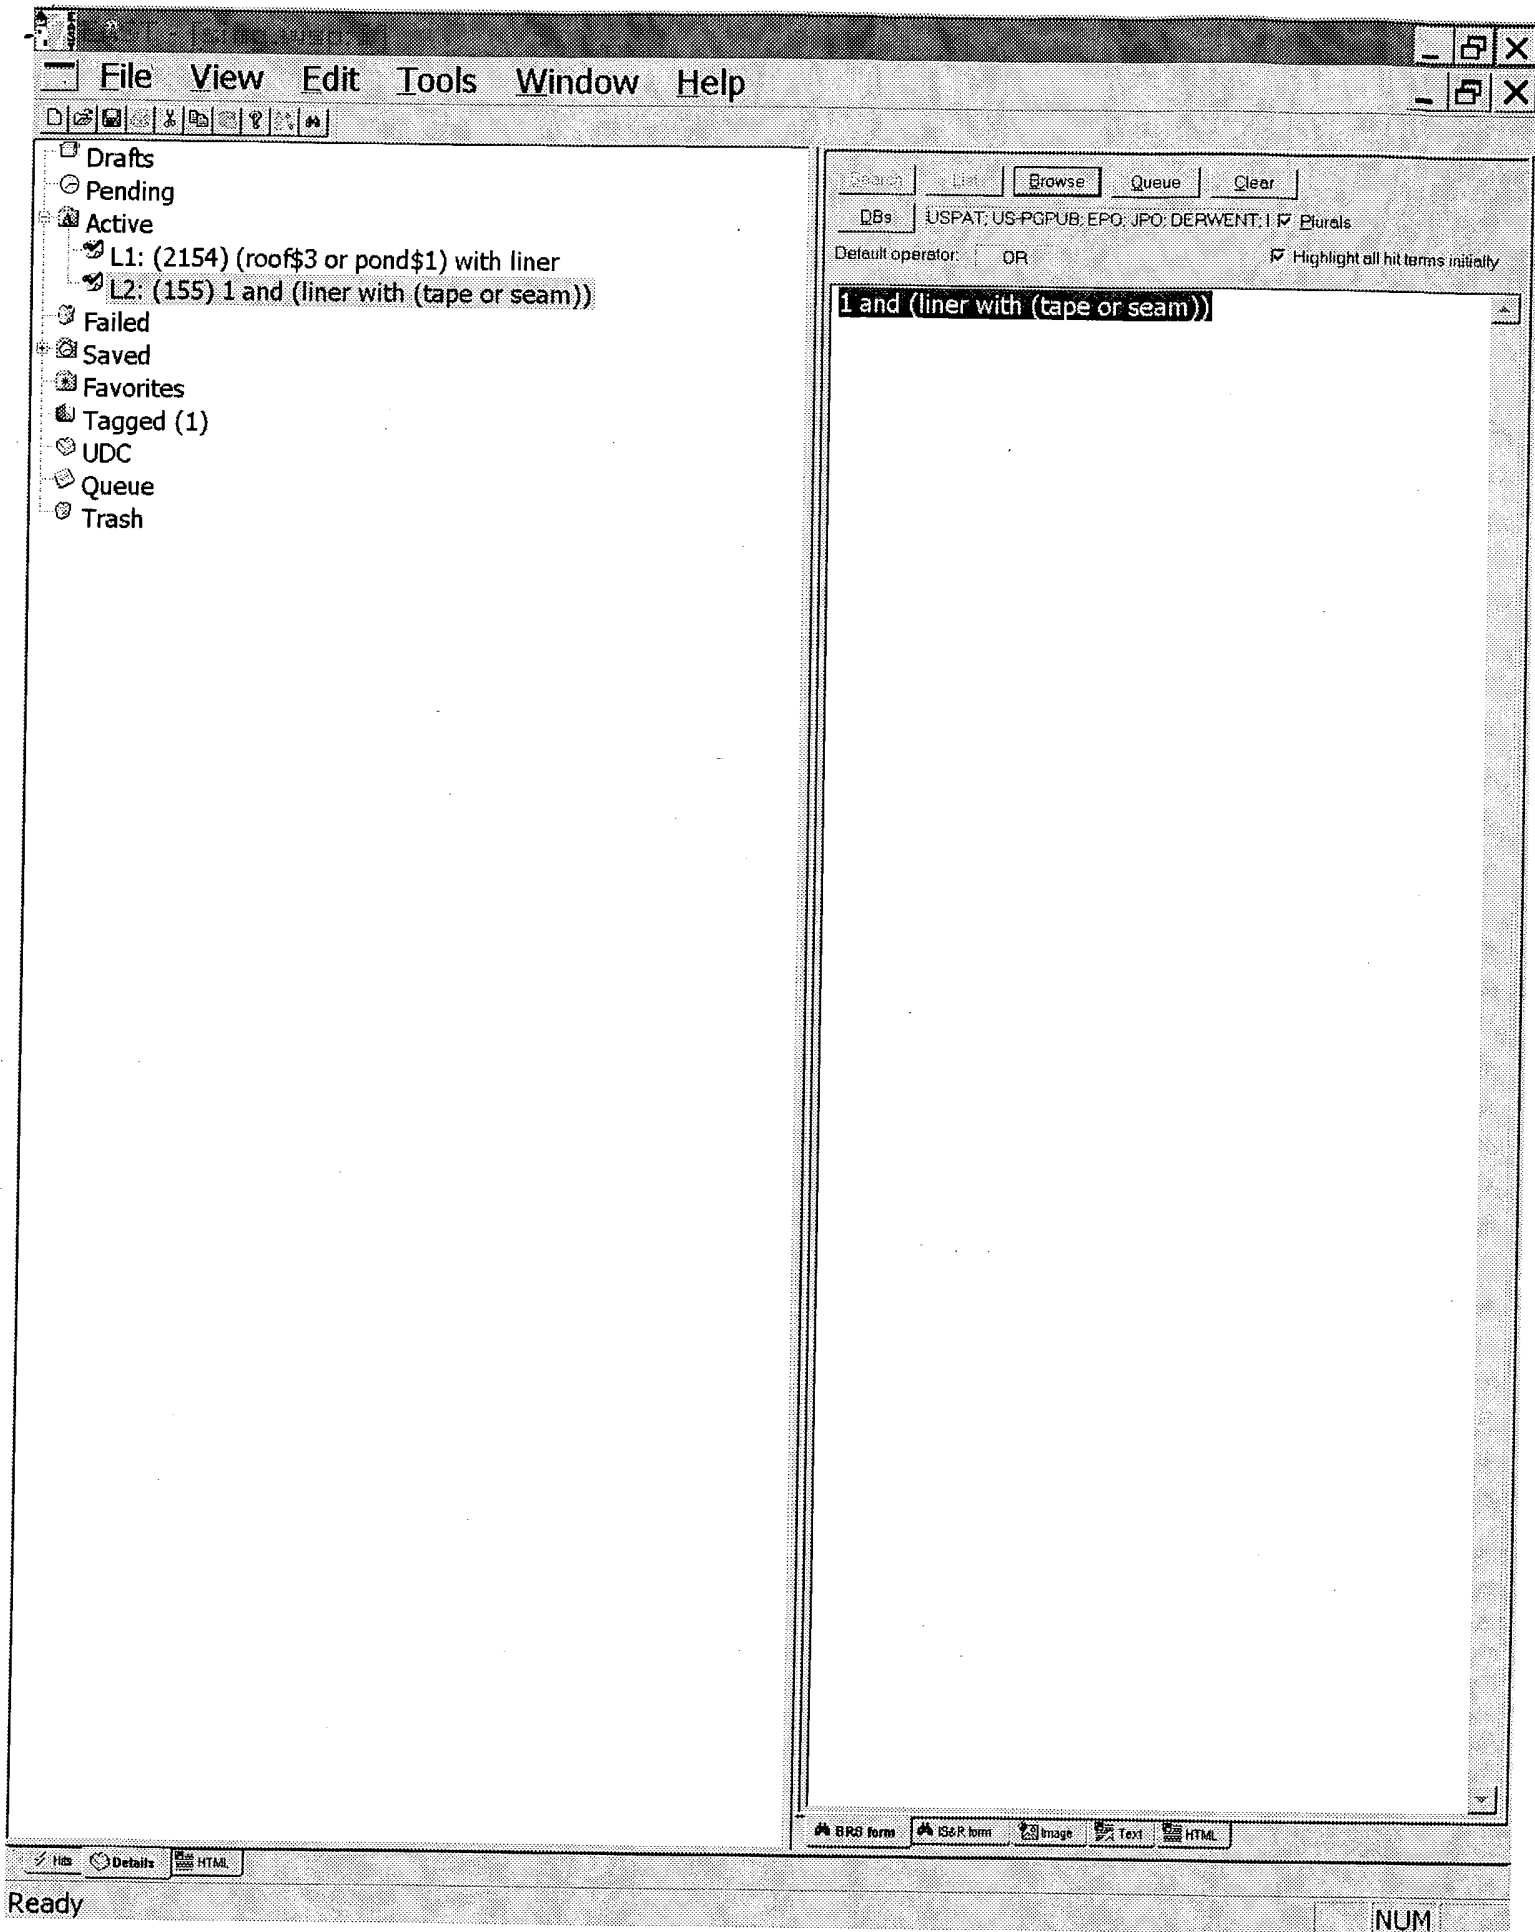 EAST
File View Edit Tools Window Help
Drafts
Pending
Active
L1: (2154) (roof$3 or pond$1) with liner
L2: (155) 1 and (liner with (tape or seam))
Failed
Saved
Favorites
Tagged (1)
UDC
Queue
Trash
Search List Browse Queue Clear
DBs USPAT; US-PGPUB; EPO; JPO; DERWENT; I Plurals
Default operator: OR Highlight all hit terms initially
1 and (liner with (tape or seam))
BRS form IS&R form Image Text HTML
Hits Details HTML
Ready NUM